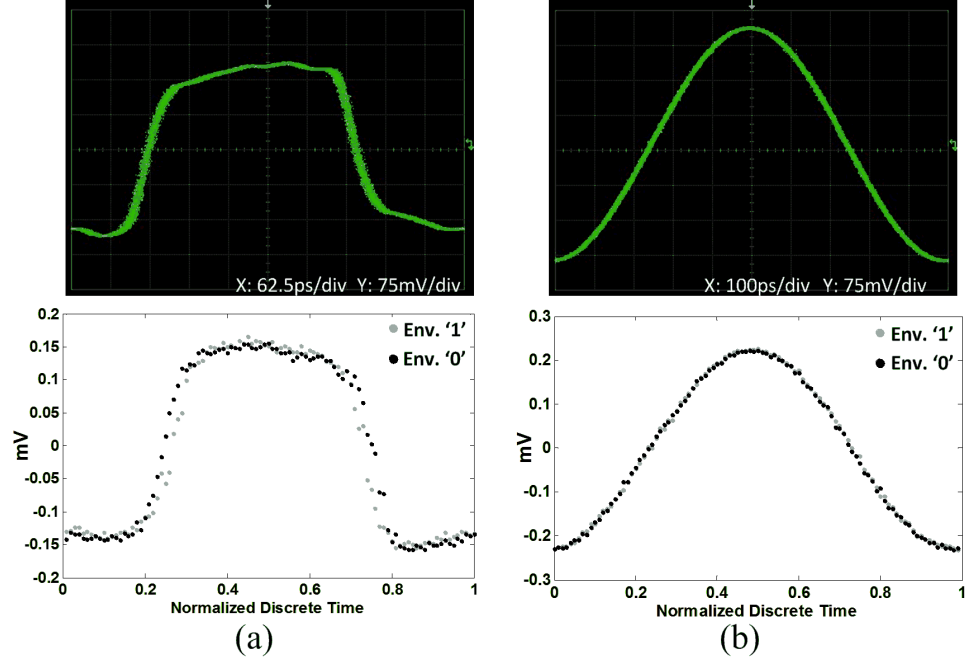 X: 62.5ps/div Y: 75mV/div
X: 100ps/div Y: 75mV/div
0.2
0.15
0.1
0.05
0
-0.05
-0.1
-0.15
-0.2
mV
Env. ‘1’
Env. ‘0’
0 0.2 0.4 0.6 0.8 1
Normalized Discrete Time
(a)
0.3
0.2
0.1
0
-0.1
-0.2
-0.3
mV
Env. ‘1’
Env. ‘0’
0 0.2 0.4 0.6 0.8 1
Normalized Discrete Time
(b)